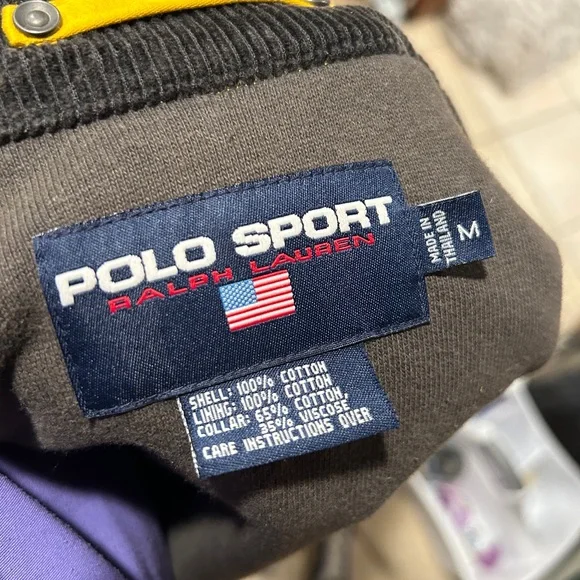 POLO SPORT
RALPH LAUREN
MADE IN
THAILAND
M
SHELL: 100% COTTON
LINING: 100% COTTON
COLLAR: 65% COTTON,
35% VISCOSE
CARE INSTRUCTIONS OVER